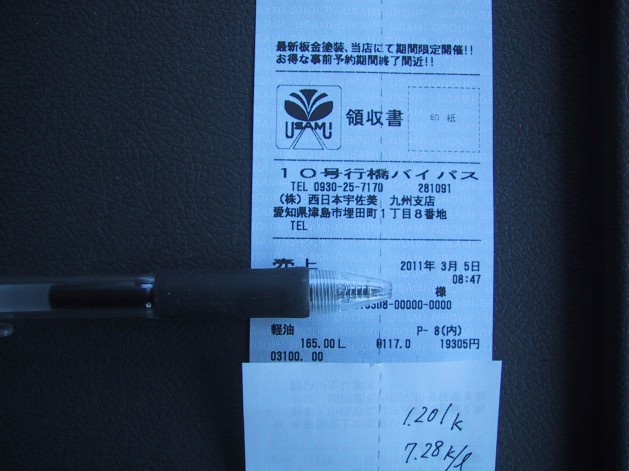 最新板金塗装、当店にて期間限定開催!!
お得な事前予約期間終了間近!!
USAMI
領収書
印紙
10号行橋バイパス
TEL 0930-25-7170 281091
(株) 西日本宇佐美 九州支店
愛知県津島市埋田町1丁目8番地
TEL
売上 2011年 3月 5日
08:47
様
-00000-0000
軽油 P- 8(内)
165.00L @117.0 19305円
03100. 00
1.201k
7.28k/l